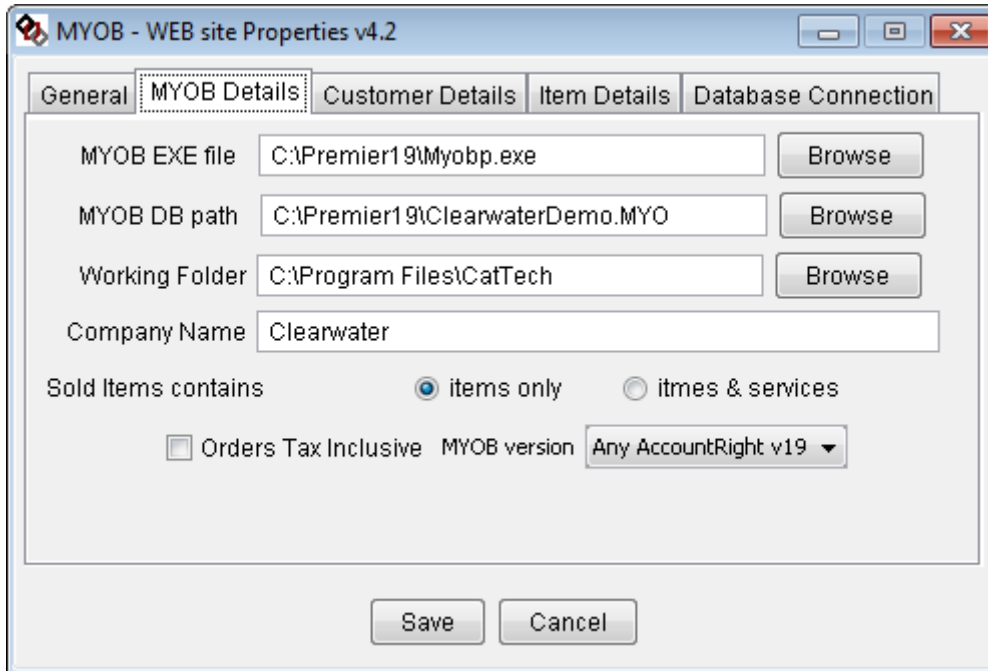 MYOB - WEB site Properties v4.2
General MYOB Details Customer Details Item Details Database Connection
MYOB EXE file C:\Premier19\Myobp.exe Browse
MYOB DB path C:\Premier19\ClearwaterDemo.MYO Browse
Working Folder C:\Program Files\CatTech Browse
Company Name Clearwater
Sold Items contains items only itmes & services
Orders Tax Inclusive MYOB version Any AccountRight v19
Save Cancel